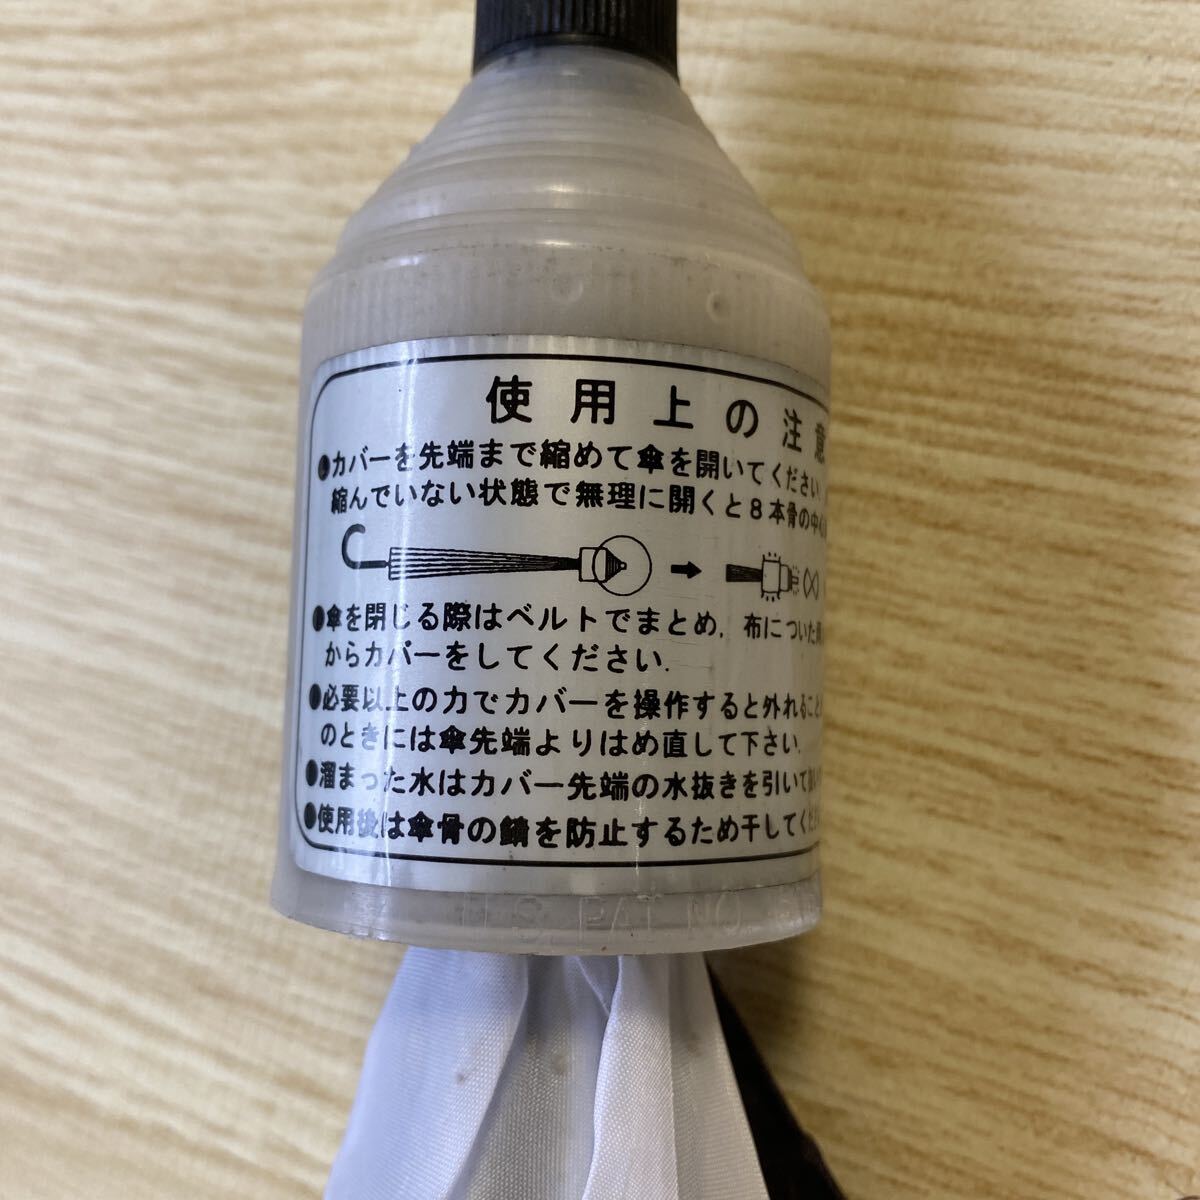 使用上の注意
●カバーを先端まで縮めて傘を開いてください.
縮んでいない状態で無理に開くと8本骨の中心
●傘を閉じる際はベルトでまとめ,布についた
からカバーをしてください.
●必要以上の力でカバーを操作すると外れること
のときには傘先端よりはめ直して下さい.
●溜まった水はカバー先端の水抜きを引いて
●使用後は傘骨の錆を防止するため干してくだ
U.S. PAT. NO.